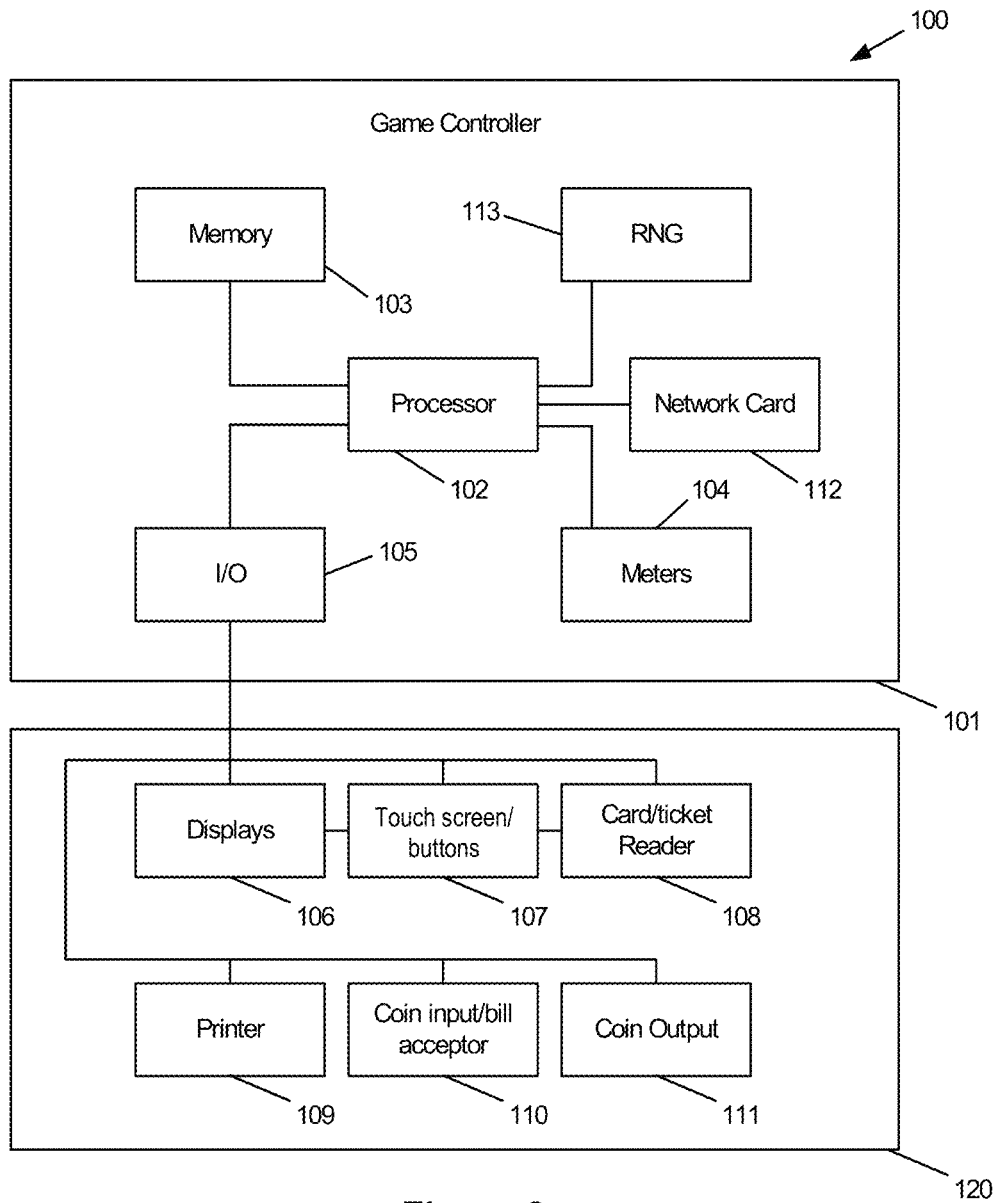 100
Game Controller
Memory
113
RNG
103
Processor
Network Card
102
104
112
I/O
105
Meters
101
Displays
Touch screen/
buttons
Card/ticket
Reader
106
107
108
Printer
Coin input/bill
acceptor
Coin Output
109
110
111
120